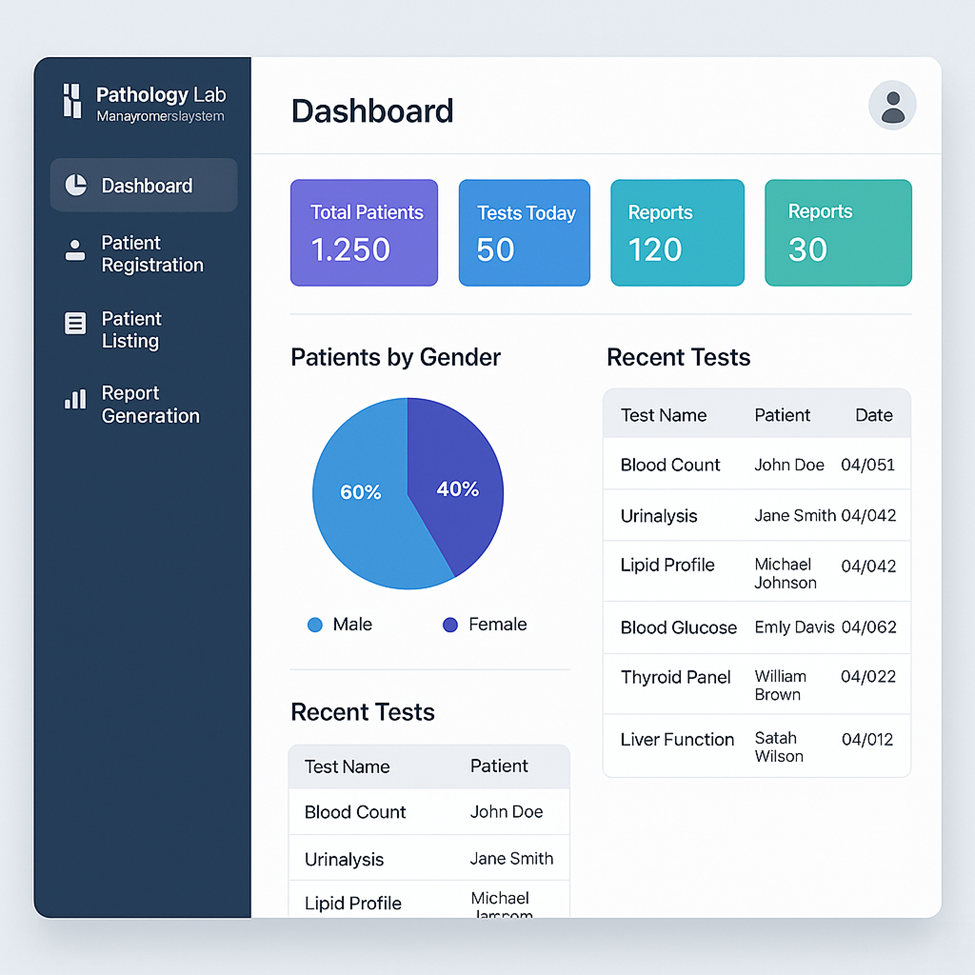 Pathology Lab
Manayromerslaystem
Dashboard
Patient
Registration
Patient
Listing
Report
Generation
Dashboard
Total Patients
1.250
Tests Today
50
Reports
120
Reports
30
Patients by Gender
60%
40%
Male
Female
Recent Tests
Test Name Patient Date
Blood Count John Doe 04/051
Urinalysis Jane Smith 04/042
Lipid Profile Michael Johnson 04/042
Blood Glucose Emly Davis 04/062
Thyroid Panel William Brown 04/022
Liver Function Satah Wilson 04/012
Recent Tests
Test Name Patient
Blood Count John Doe
Urinalysis Jane Smith
Lipid Profile Michael